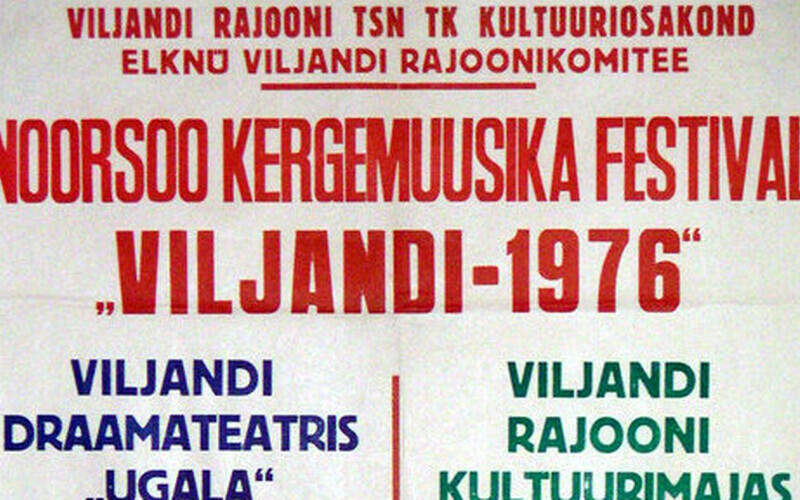 VILJANDI RAJOONI TSN TK KULTUURIOSAKOND
ELKNÜ VILJANDI RAJOONIKOMITEE
NOORSOO KERGEMUUSIKA FESTIVAL
„VILJANDI-1976“
VILJANDI
DRAAMATEATRIS
„UGALA“
VILJANDI
RAJOONI
KULTUURIMAJAS